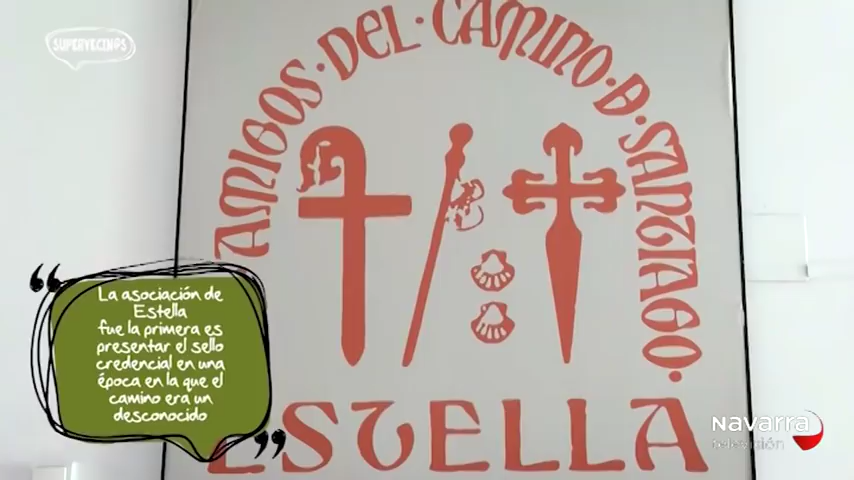 SUPERVECIN@S
AMIGOS·DEL·CAMINO·D·SANTIAGO·
ESTELLA
La asociación de
Estella
fue la primera es
presentar el sello
credencial en una
época en la que el
camino era un
desconocido
navarra
televisión